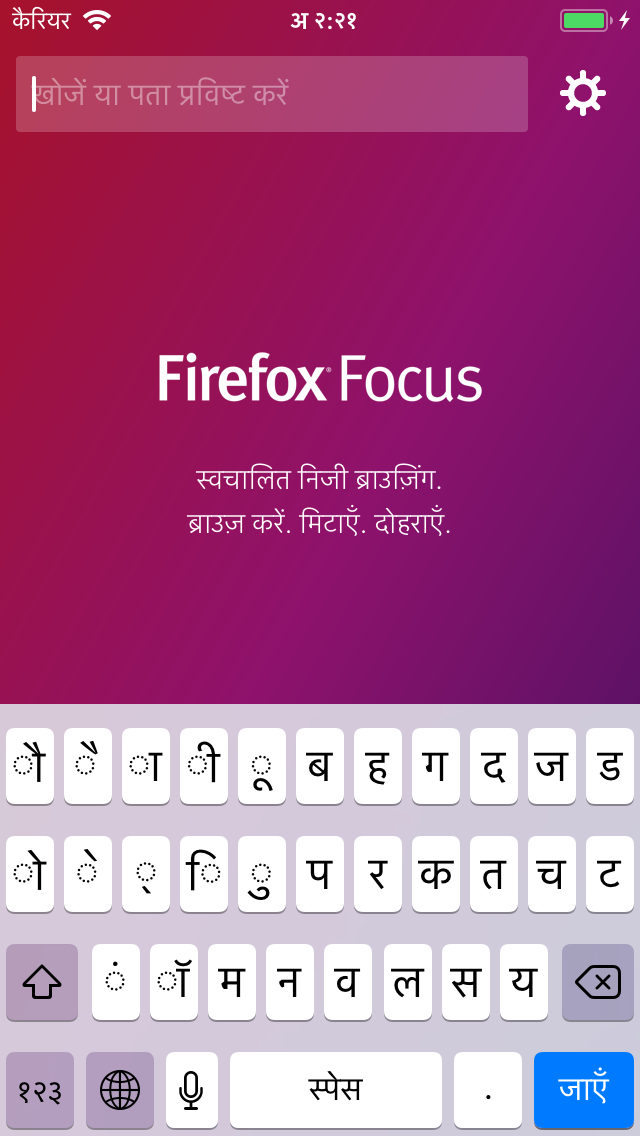 कैरियर अ २:२१
खोजें या पता प्रविष्ट करें
Firefox Focus
स्वचालित निजी ब्राउज़िंग.
ब्राउज़ करें. मिटाएँ. दोहराएँ.
ौ ै ा ी ू ब ह ग द ज ड
ो े ् ि ु प र क त च ट
ं ॉ म न व ल स य
१२३ स्पेस . जाएँ